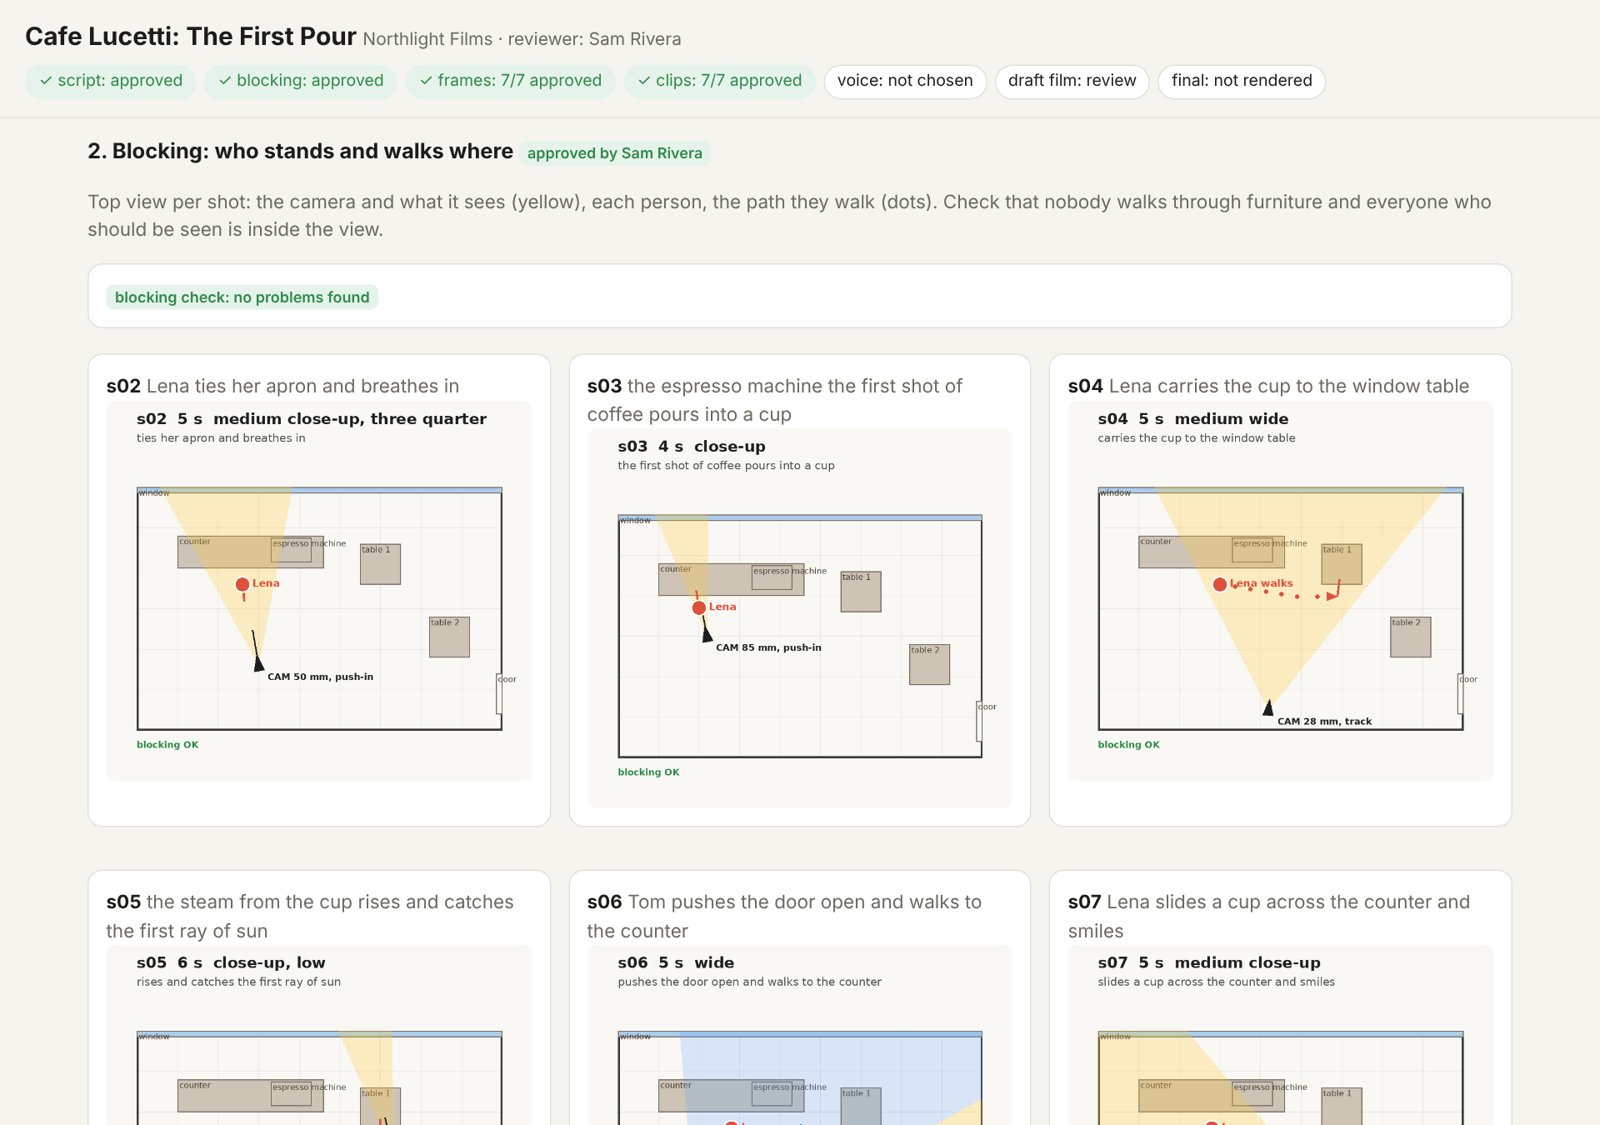 Cafe Lucetti: The First Pour Northlight Films · reviewer: Sam Rivera
✓ script: approved ✓ blocking: approved ✓ frames: 7/7 approved ✓ clips: 7/7 approved voice: not chosen draft film: review final: not rendered
2. Blocking: who stands and walks where approved by Sam Rivera
Top view per shot: the camera and what it sees (yellow), each person, the path they walk (dots). Check that nobody walks through furniture and everyone who
should be seen is inside the view.
blocking check: no problems found
s02 Lena ties her apron and breathes in
s02 5 s medium close-up, three quarter
ties her apron and breathes in
window
counter
espresso machine
table 1
Lena
table 2
CAM 50 mm, push-in
door
blocking OK
s03 the espresso machine the first shot of
coffee pours into a cup
s03 4 s close-up
the first shot of coffee pours into a cup
window
counter
espresso machine
table 1
Lena
CAM 85 mm, push-in
table 2
door
blocking OK
s04 Lena carries the cup to the window table
s04 5 s medium wide
carries the cup to the window table
window
counter
espresso machine
table 1
Lena walks
table 2
door
CAM 28 mm, track
blocking OK
s05 the steam from the cup rises and catches
the first ray of sun
s05 6 s close-up, low
rises and catches the first ray of sun
window
counter
espresso machine
table 1
s06 Tom pushes the door open and walks to
the counter
s06 5 s wide
pushes the door open and walks to the counter
window
counter
espresso machine
table 1
s07 Lena slides a cup across the counter and
smiles
s07 5 s medium close-up
slides a cup across the counter and smiles
window
counter
espresso machine
table 1